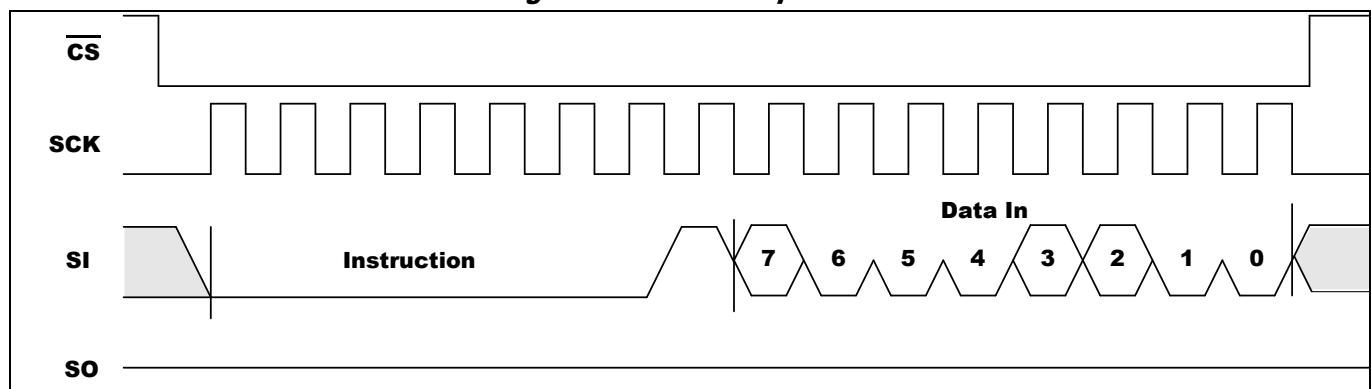 CS
SCK
Data In
SI Instruction 7 6 5 4 3 2 1 0
SO